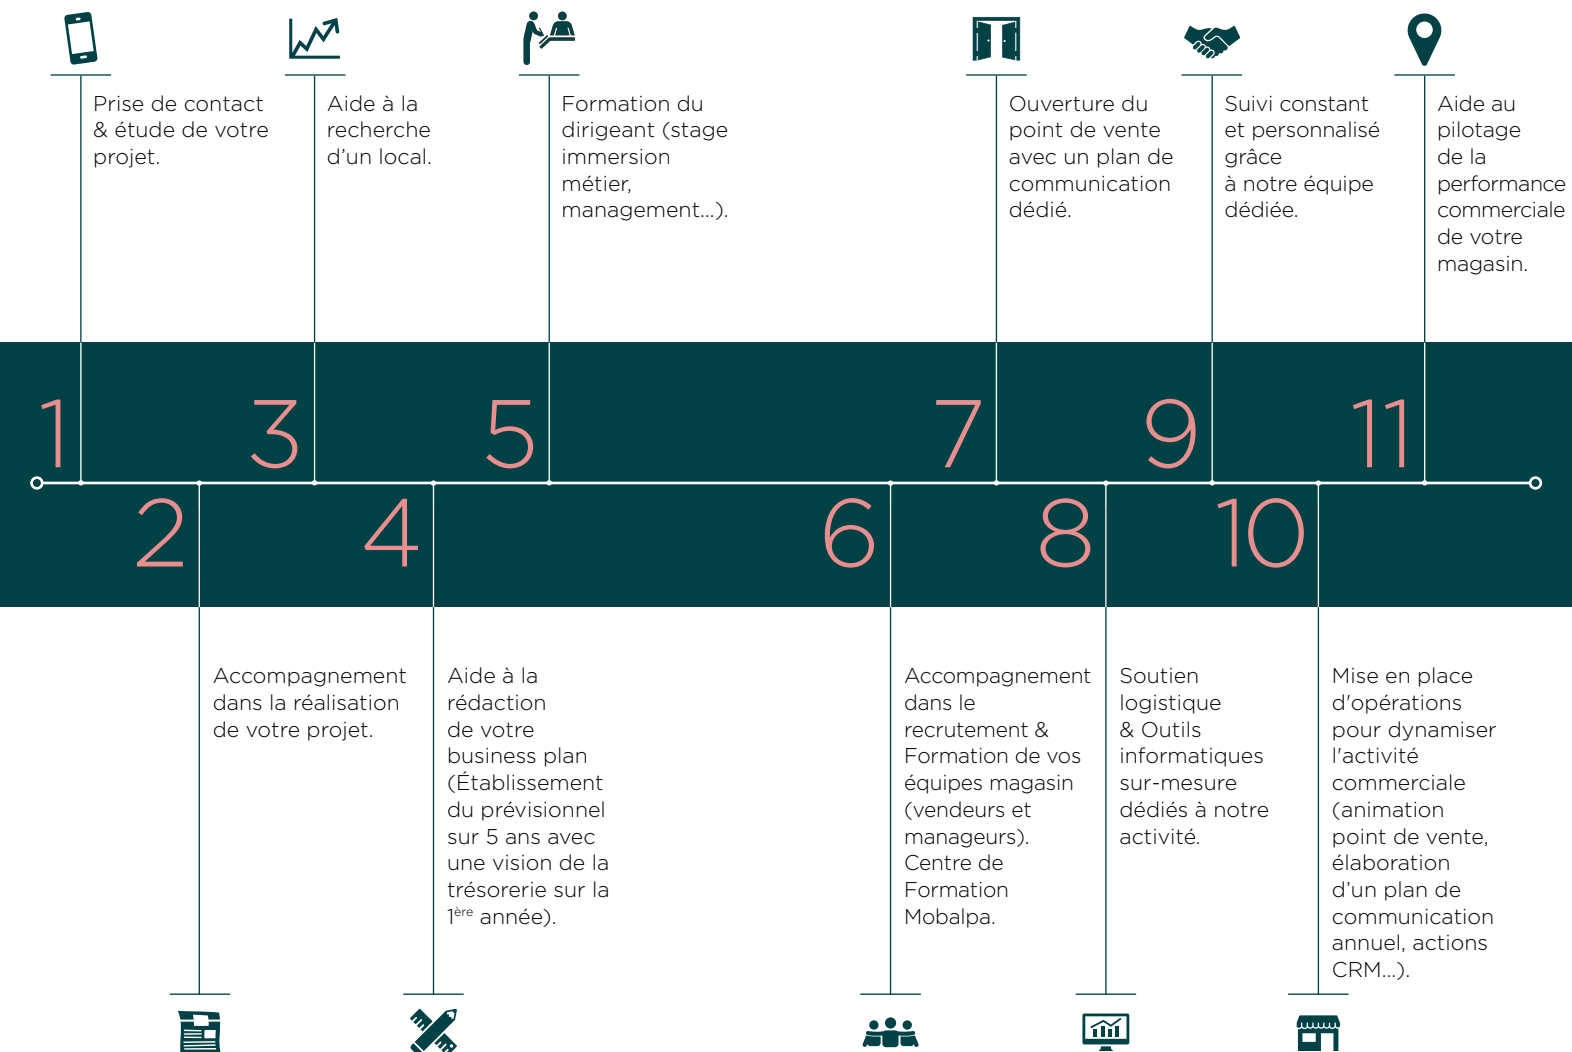 Prise de contact
& étude de votre
projet.
Aide à la
recherche
d’un local.
Formation du
dirigeant (stage
immersion
métier,
management...).
Ouverture du
point de vente
avec un plan de
communication
dédié.
Suivi constant
et personnalisé
grâce
à notre équipe
dédiée.
Aide au
pilotage
de la
performance
commerciale
de votre
magasin.
1
3
5
7
9
11
2
4
6
8
10
Accompagnement
dans la réalisation
de votre projet.
Aide à la
rédaction
de votre
business plan
(Établissement
du prévisionnel
sur 5 ans avec
une vision de la
trésorerie sur la
1ère année).
Accompagnement
dans le
recrutement &
Formation de vos
équipes magasin
(vendeurs et
manageurs).
Centre de
Formation
Mobalpa.
Soutien
logistique
& Outils
informatiques
sur-mesure
dédiés à notre
activité.
Mise en place
d'opérations
pour dynamiser
l'activité
commerciale
(animation
point de vente,
élaboration
d’un plan de
communication
annuel, actions
CRM...).